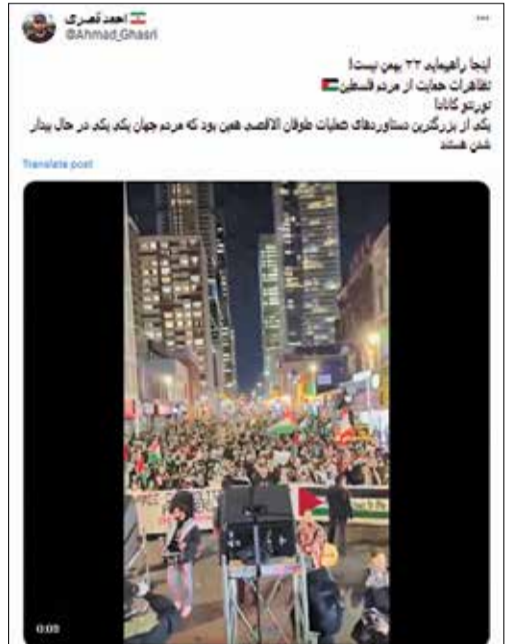 احمد قصری
@Ahmad_Ghasri
اینجا راهپیمایی ۲۲ بهمن نیست!
تظاهرات حمایت از مردم فلسطین
تورنتو کانادا
یکی از بزرگترین دستاوردهای عملیات طوفان الاقصی همین بود که مردم جهان یکی یکی در حال بیدار
شدن هستند
Translate post
0:03